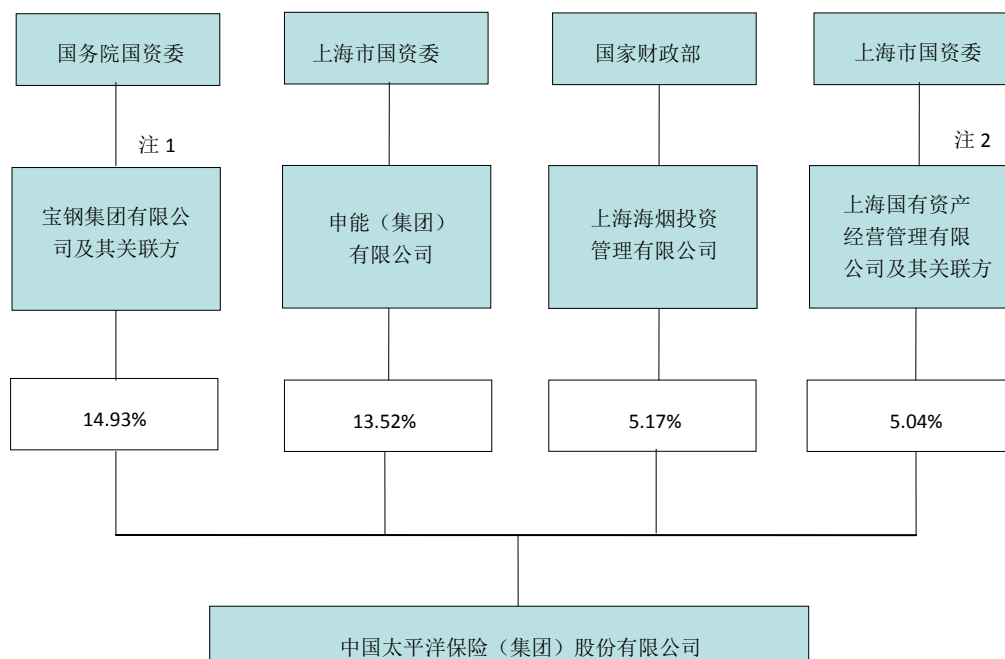 国务院国资委
上海市国资委
国家财政部
上海市国资委
注 1
注 2
宝钢集团有限公
司及其关联方
申能（集团）
有限公司
上海海烟投资
管理有限公司
上海国有资产
经营管理有限
公司及其关联方
14.93%
13.52%
5.17%
5.04%
中国太平洋保险（集团）股份有限公司